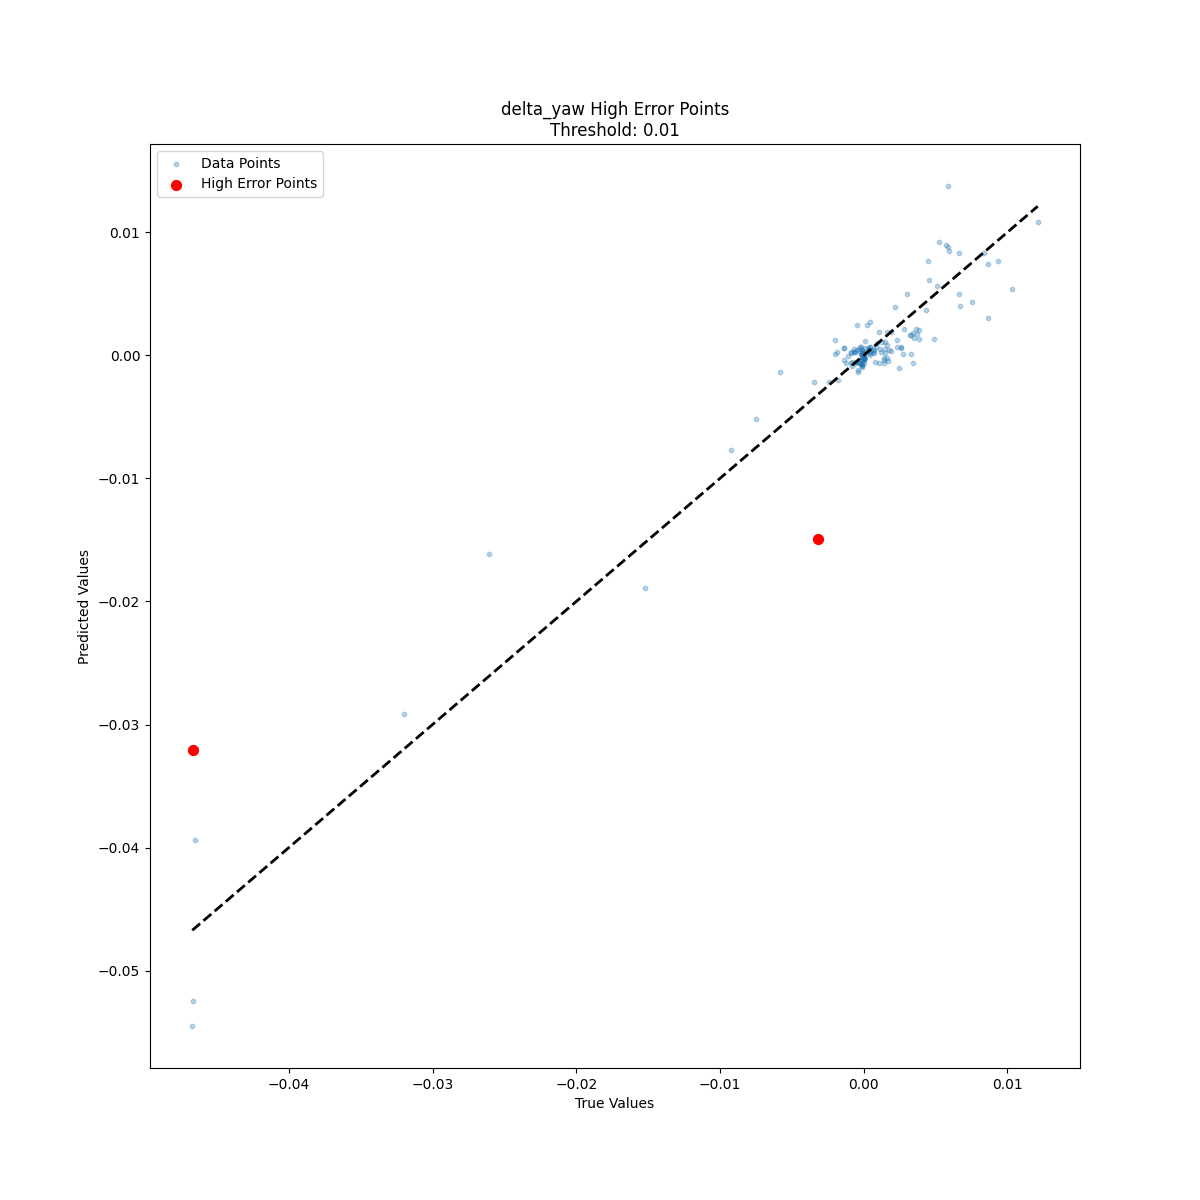 delta_yaw High Error Points
Threshold: 0.01
Data Points
High Error Points
0.01
0.00
−0.01
−0.02
−0.03
−0.04
−0.05
Predicted Values
−0.04
−0.03
−0.02
−0.01
0.00
0.01
True Values